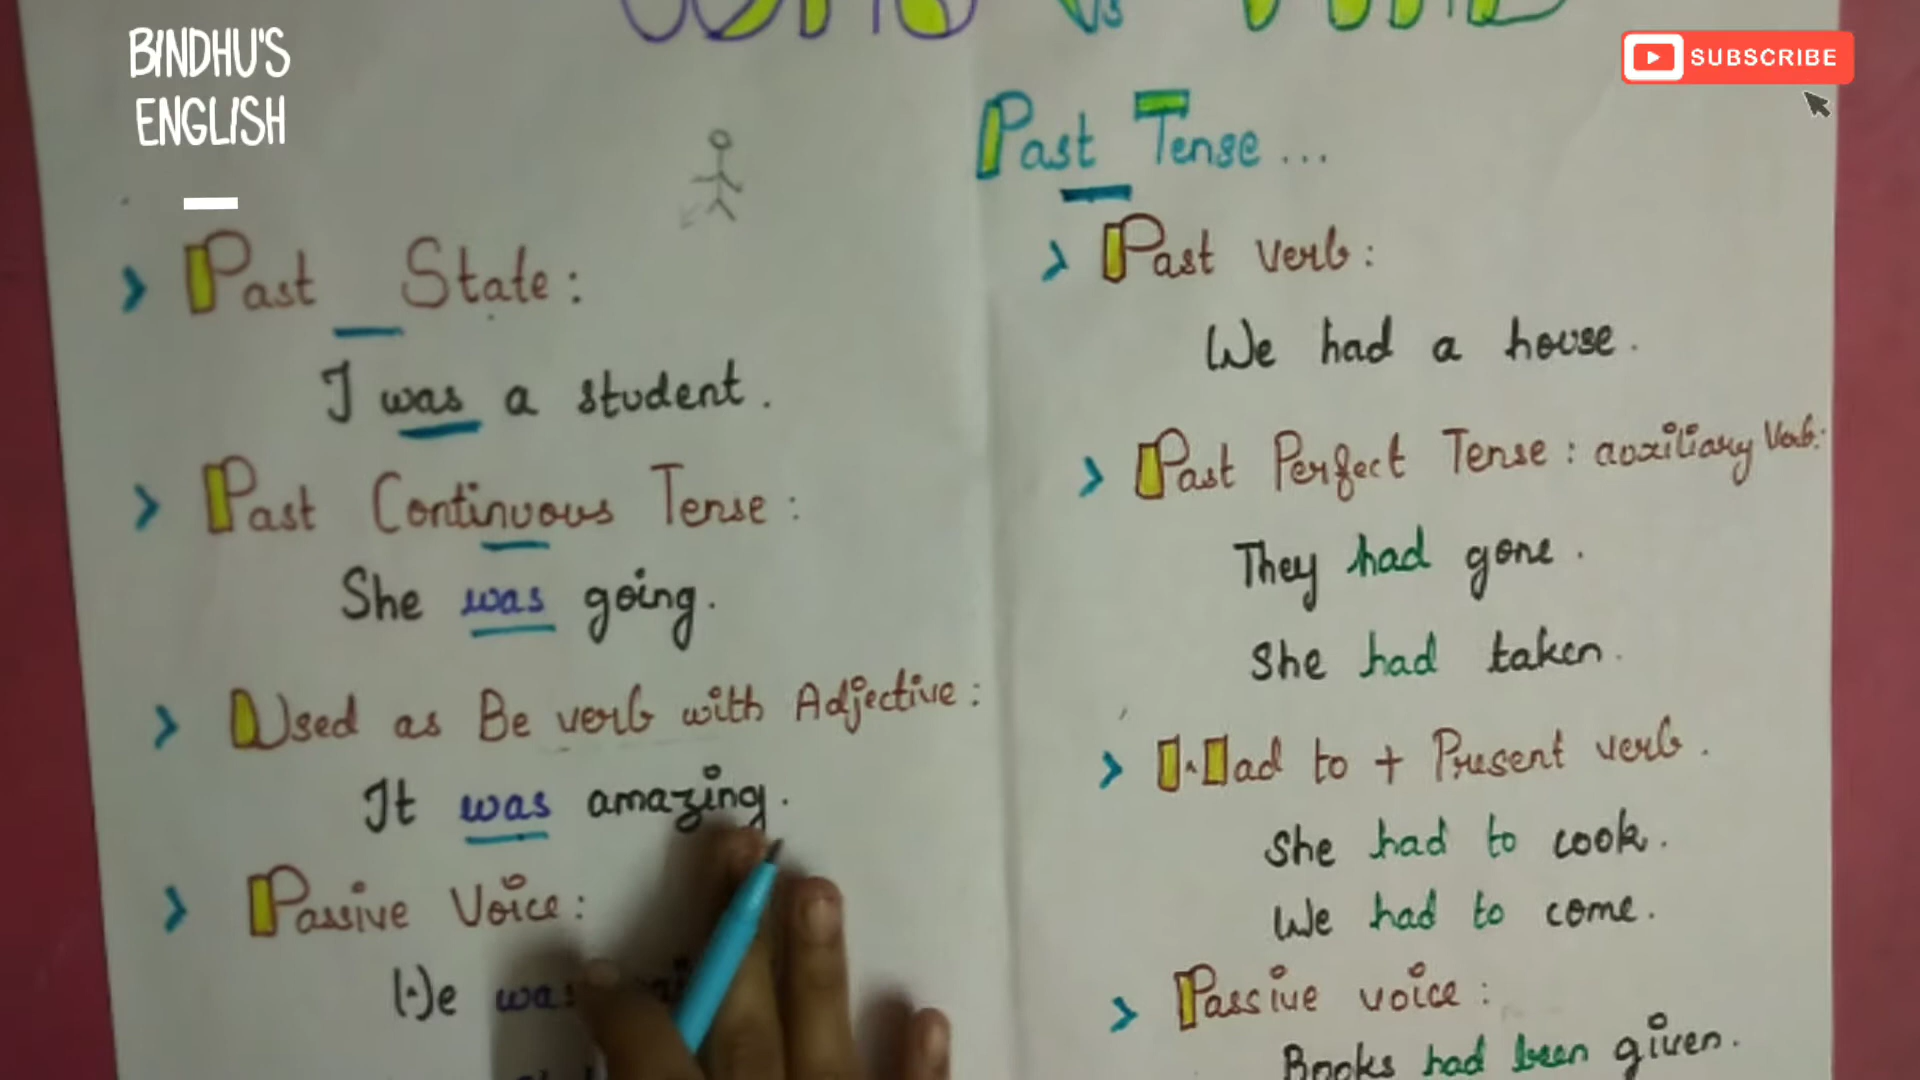 BINDHU'S
ENGLISH
SUBSCRIBE
Vs
Past Tense...
> Past State:
I was a student.
> Past Continuous Tense:
She was going.
> Used as Be verb with Adjective:
It was amazing.
> Passive Voice:
He was
> Past verb:
We had a house.
> Past Perfect Tense: auxiliary Verb:
They had gone.
She had taken.
> Had to + Present verb.
She had to cook.
We had to come.
> Passive voice:
Books had been given.